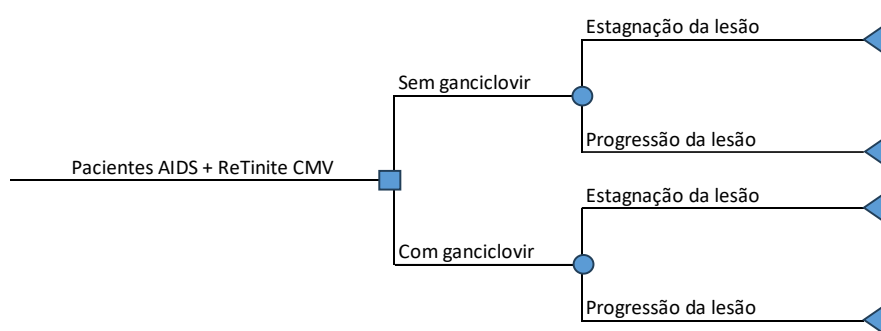 Estagnação da lesão
Sem ganciclovir
Progressão da lesão
Pacientes AIDS + ReTinite CMV
Estagnação da lesão
Com ganciclovir
Progressão da lesão